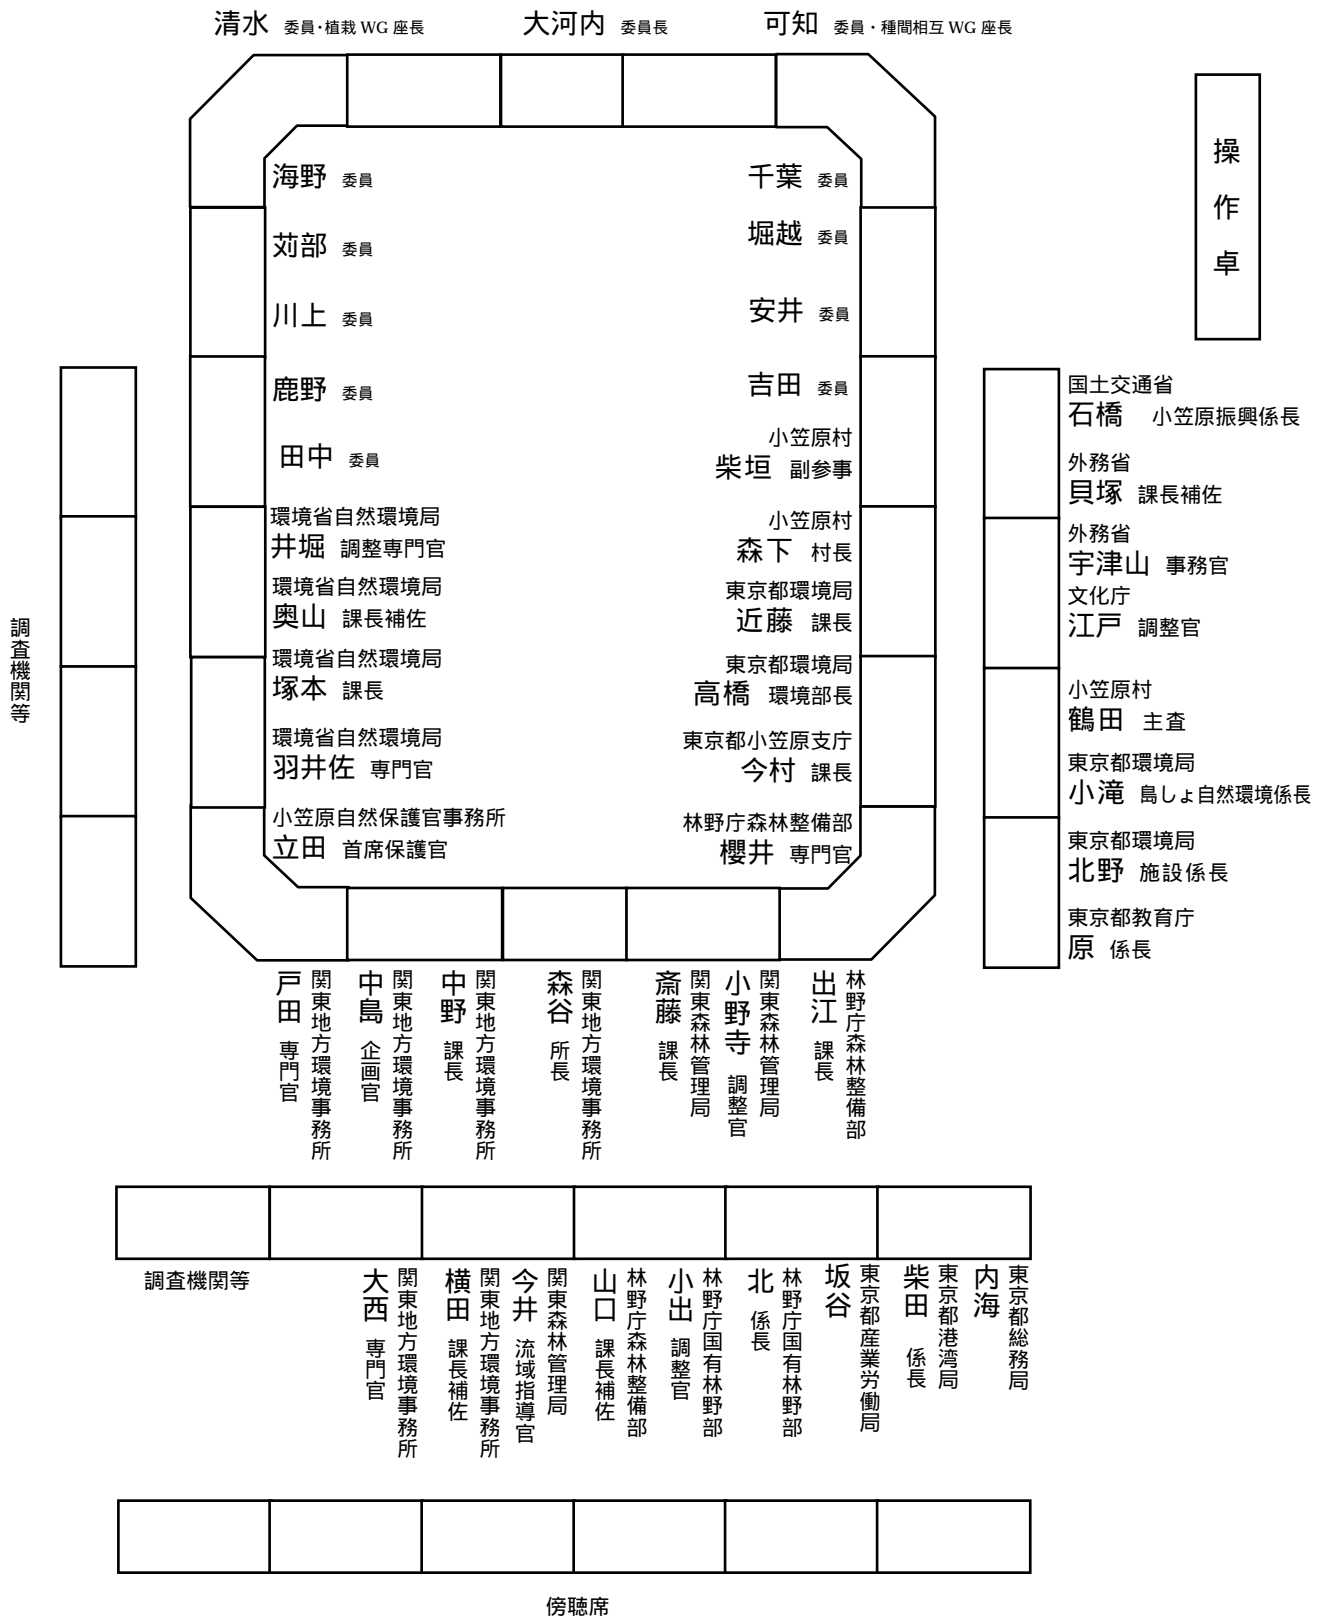 清水 委員・植栽 WG 座長
大河内 委員長
可知 委員・種間相互 WG 座長
操作卓
海野 委員
苅部 委員
川上 委員
鹿野 委員
田中 委員
環境省自然環境局
井堀 調整専門官
環境省自然環境局
奥山 課長補佐
環境省自然環境局
塚本 課長
環境省自然環境局
羽井佐 専門官
小笠原自然保護官事務所
立田 首席保護官
千葉 委員
堀越 委員
安井 委員
吉田 委員
小笠原村
柴垣 副参事
小笠原村
森下 村長
東京都環境局
近藤 課長
東京都環境局
高橋 環境部長
東京都小笠原支庁
今村 課長
林野庁森林整備部
櫻井 専門官
調査機関等
国土交通省
石橋 小笠原振興係長
外務省
貝塚 課長補佐
外務省
宇津山 事務官
文化庁
江戸 調整官
小笠原村
鶴田 主査
東京都環境局
小滝 島しょ自然環境係長
東京都環境局
北野 施設係長
東京都教育庁
原 係長
関東地方環境事務所
戸田 専門官
関東地方環境事務所
中島 企画官
関東地方環境事務所
中野 課長
関東地方環境事務所
森谷 所長
関東森林管理局
斎藤 課長
関東森林管理局
小野寺 調整官
林野庁森林整備部
出江 課長
調査機関等
関東地方環境事務所
大西 専門官
関東地方環境事務所
横田 課長補佐
関東森林管理局
今井 流域指導官
林野庁森林整備部
山口 課長補佐
林野庁国有林野部
小出 調整官
林野庁国有林野部
北 係長
東京都産業労働局
坂谷
東京都港湾局
柴田 係長
東京都総務局
内海
傍聴席